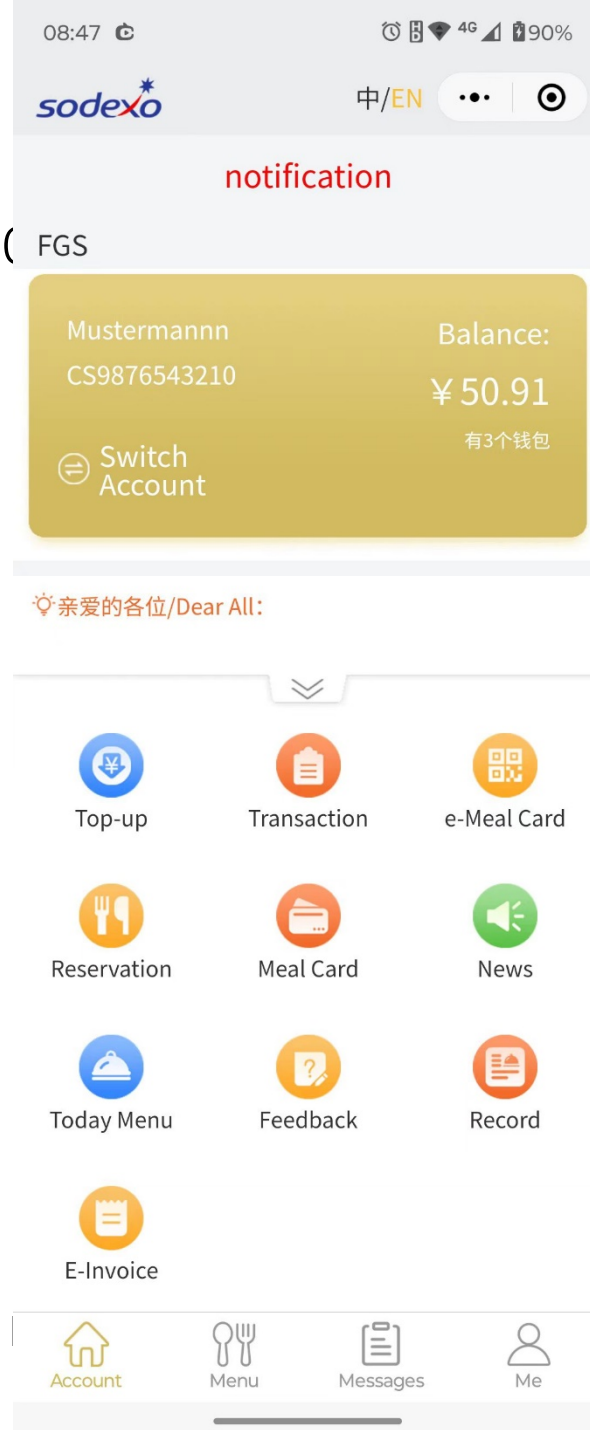 08:47
4G 90%
sodexo
中/EN
notification
FGS
Mustermannn
CS9876543210
Balance:
￥50.91
有3个钱包
Switch
Account
亲爱的各位/Dear All：
Top-up
Transaction
e-Meal Card
Reservation
Meal Card
News
Today Menu
Feedback
Record
E-Invoice
Account
Menu
Messages
Me